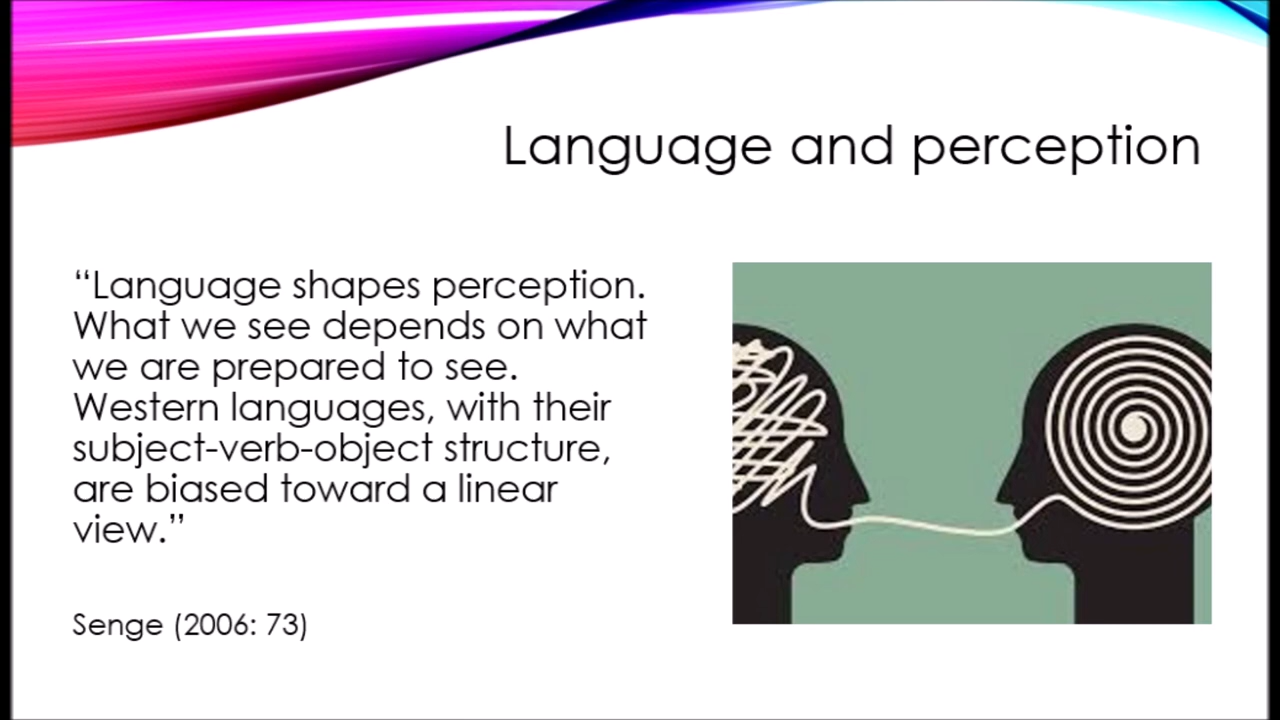 Language and perception
“Language shapes perception.
What we see depends on what
we are prepared to see.
Western languages, with their
subject-verb-object structure,
are biased toward a linear
view.”
Senge (2006: 73)